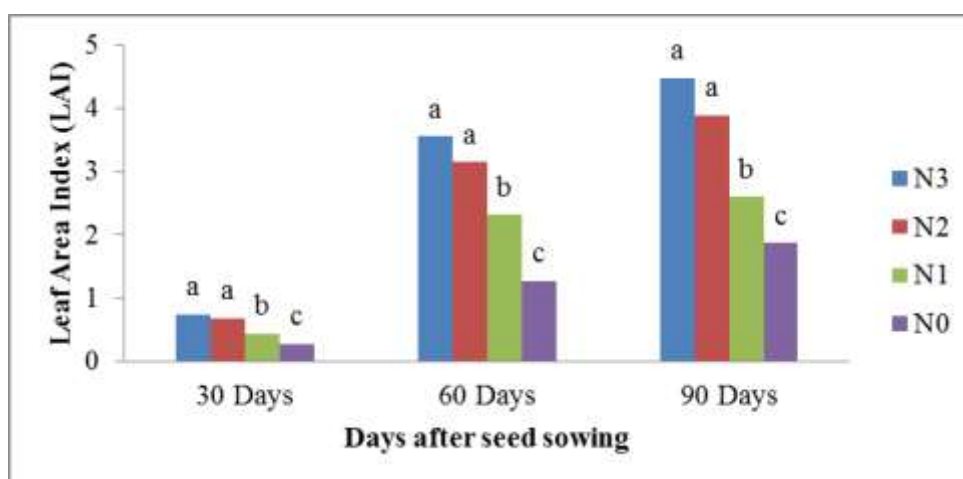 Leaf Area Index (LAI)
5
4
3
2
1
0
a
a
b
c
a
a
b
c
a
a
b
c
30 Days
60 Days
90 Days
Days after seed sowing
N3
N2
N1
N0